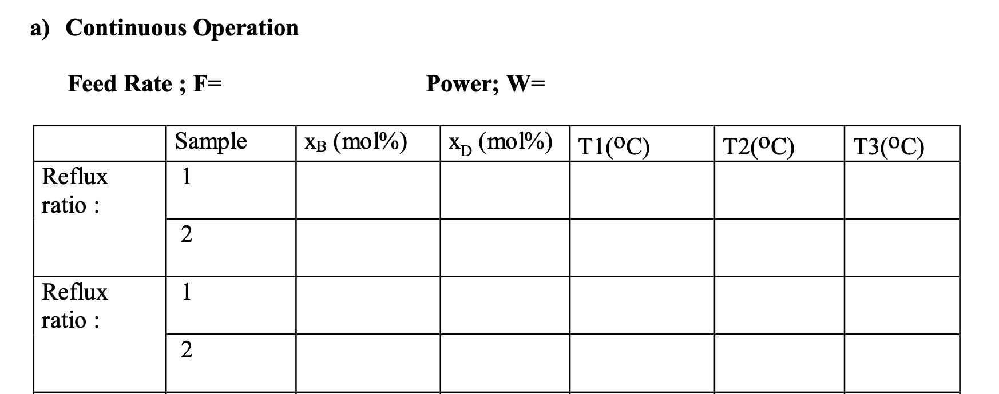 a) Continuous Operation
Feed Rate ; F= Power; W=
Sample x_B (mol%) x_D (mol%) T1(⁰C) T2(⁰C) T3(⁰C)
Reflux 1
ratio :
2
Reflux 1
ratio :
2